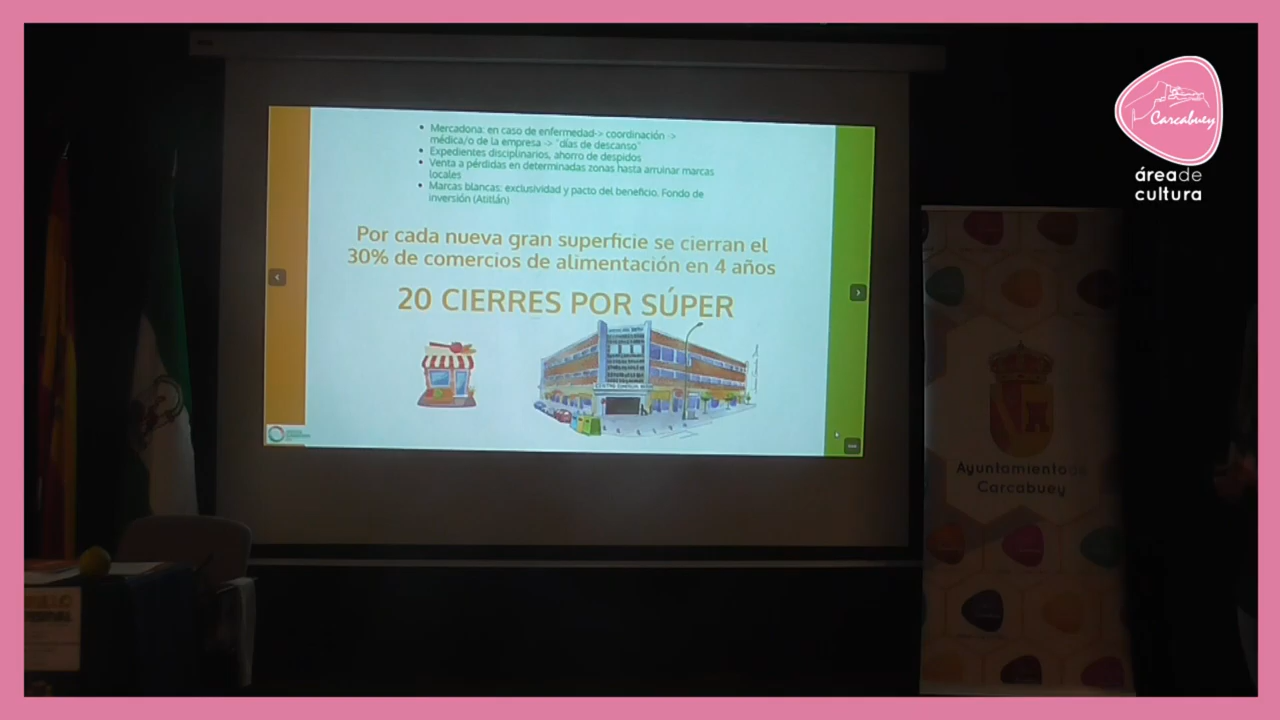 • Mercadona: en caso de enfermedad-> coordinación ->
médica/o de la empresa -> "días de descanso"
• Expedientes disciplinarios, ahorro de despidos
• Venta a pérdidas en determinadas zonas hasta arruinar marcas
locales
• Marcas blancas: exclusividad y pacto del beneficio. Fondo de
inversión (Atitlán)
Por cada nueva gran superficie se cierran el
30% de comercios de alimentación en 4 años
20 CIERRES POR SÚPER
Carcabuey
área de
cultura
Ayuntamiento de
Carcabuey